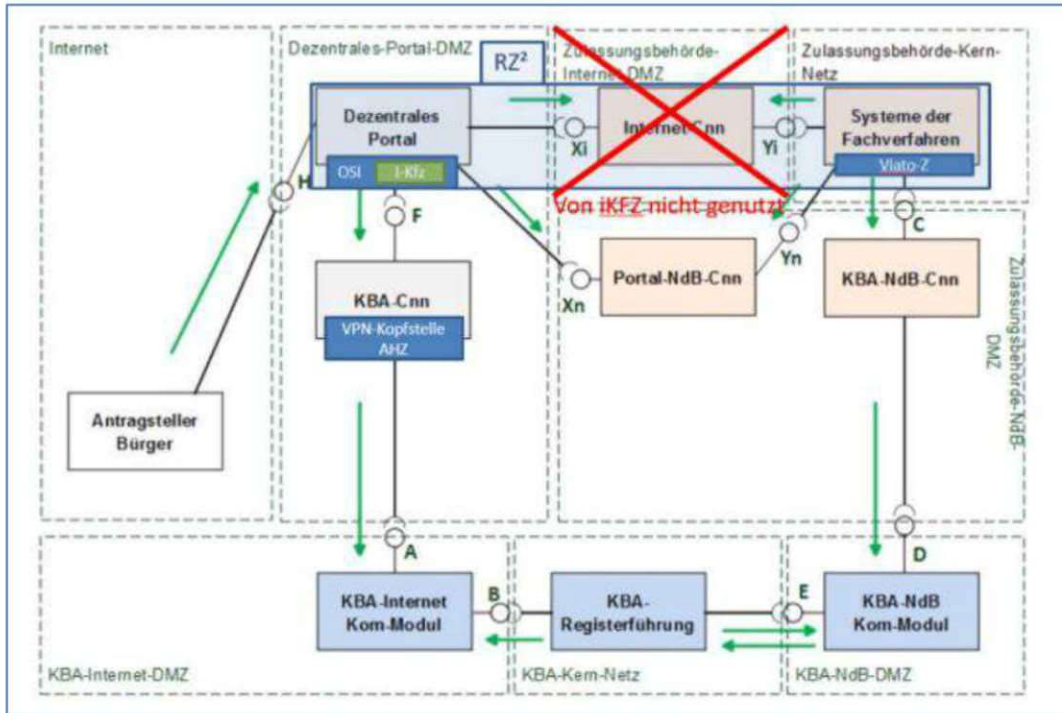 Internet
Dezentrales-Portal-DMZ
RZ²
Zulassungsbehörde-
Internet-DMZ
Zulassungsbehörde-Kern-
Netz
Dezentrales
Portal
OSI
I-Kfz
Internet-Cnn
Xi
Yi
Systeme der
Fachverfahren
Viato-Z
Von iKFZ nicht genutzt
H
F
C
Yn
Xn
KBA-Cnn
VPN-Kopfstelle
AHZ
Portal-NdB-Cnn
KBA-NdB-Cnn
Zulassungsbehörde-NdB-
DMZ
Antragsteller
Bürger
A
D
KBA-Internet
Kom-Modul
B
KBA-
Registerführung
E
KBA-NdB
Kom-Modul
KBA-Internet-DMZ
KBA-Kern-Netz
KBA-NdB-DMZ